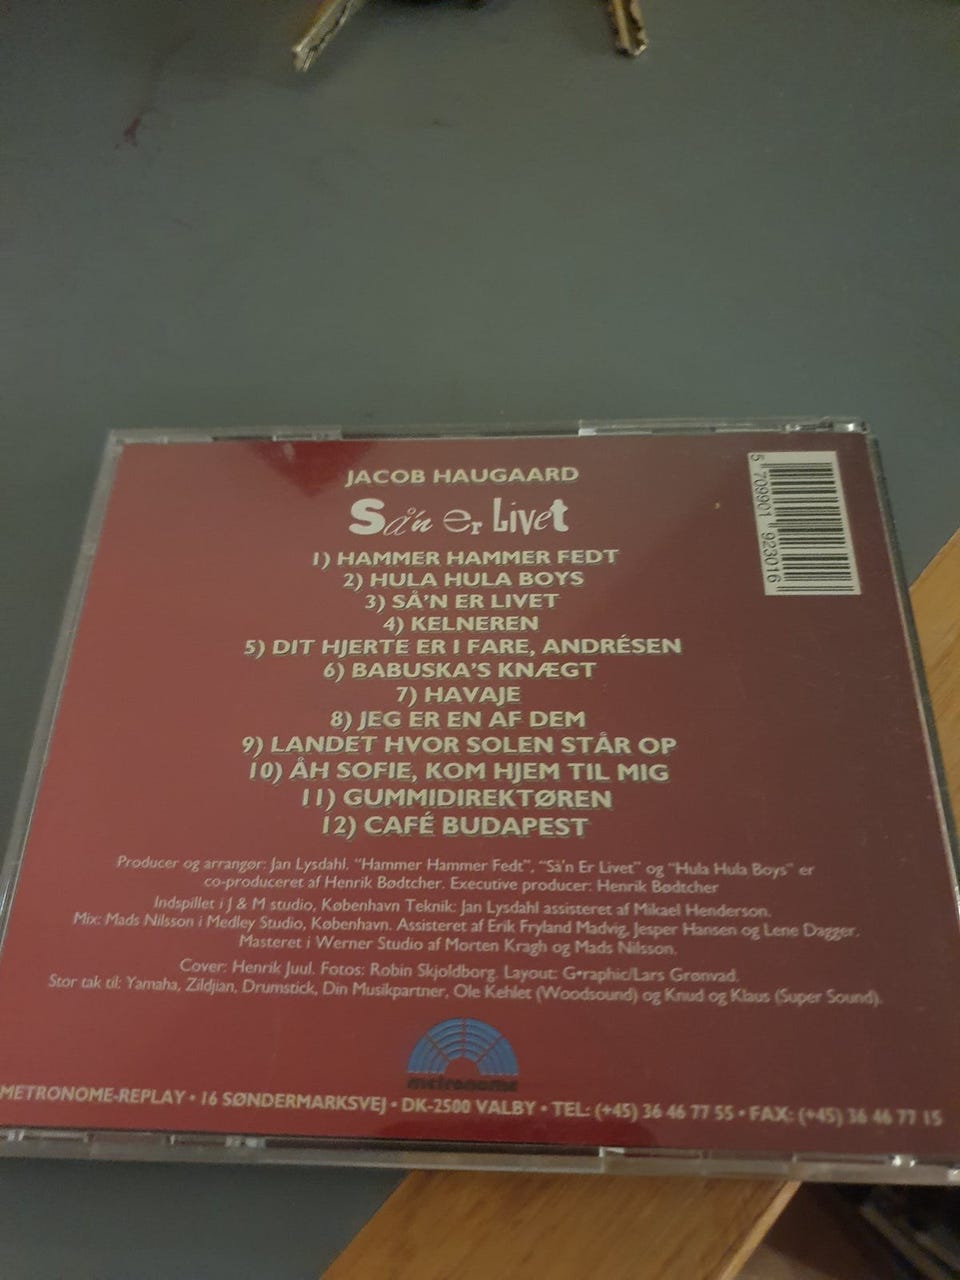 JACOB HAUGAARD
Så'n er Livet
1) HAMMER HAMMER FEDT
2) HULA HULA BOYS
3) SÅ'N ER LIVET
4) KELNEREN
5) DIT HJERTE ER I FARE, ANDRÉSEN
6) BABUSKA'S KNÆGT
7) HAVAJE
8) JEG ER EN AF DEM
9) LANDET HVOR SOLEN STÅR OP
10) ÅH SOFIE, KOM HJEM TIL MIG
11) GUMMIDIREKTØREN
12) CAFÉ BUDAPEST
5 709901 923016
Producer og arrangør: Jan Lysdahl. "Hammer Hammer Fedt", "Så'n Er Livet" og "Hula Hula Boys" er
co-produceret af Henrik Bødtcher. Executive producer: Henrik Bødtcher
Indspillet i J & M studio, København Teknik: Jan Lysdahl assisteret af Mikael Henderson.
Mix: Mads Nilsson i Medley Studio, København. Assisteret af Erik Fryland Madvig, Jesper Hansen og Lene Dagger.
Masteret i Werner Studio af Morten Kragh og Mads Nilsson.
Cover: Henrik Juul. Fotos: Robin Skjoldborg. Layout: G*raphic/Lars Grønvad.
Stor tak til: Yamaha, Zildjian, Drumstick, Din Musikpartner, Ole Kehlet (Woodsound) og Knud og Klaus (Super Sound).
metronome
METRONOME-REPLAY • 16 SØNDERMARKSVEJ • DK-2500 VALBY • TEL: (+45) 36 46 77 55 • FAX: (+45) 36 46 77 15